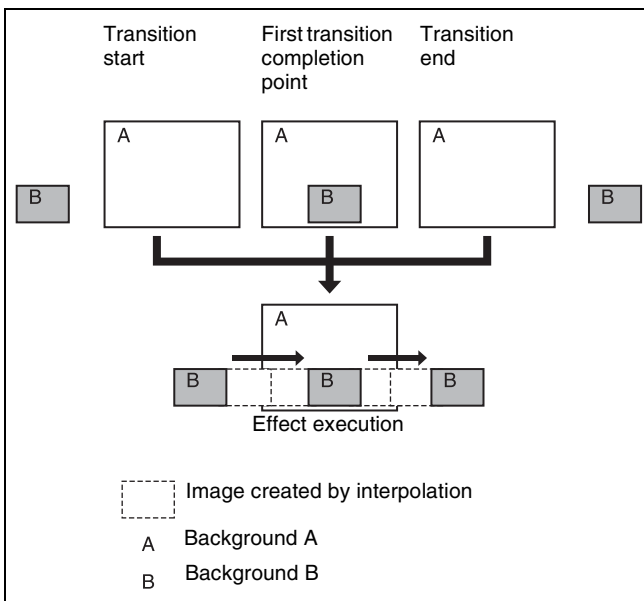 Transition start
First transition completion point
Transition end
A
A
A
B
B
B
A
B
B
B
Effect execution
Image created by interpolation
A Background A
B Background B